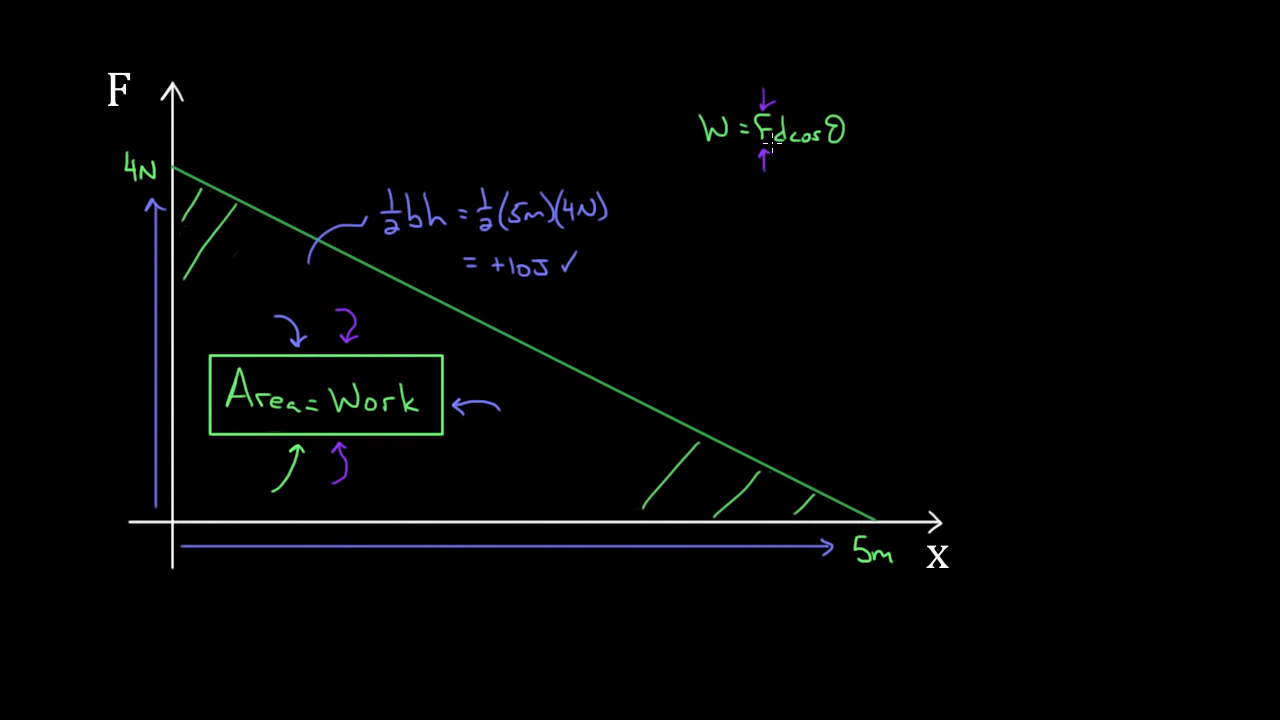 F
W = Fdcosθ
4N
½bh = ½(5m)(4N)
= +10J ✓
Area = Work
5m
x